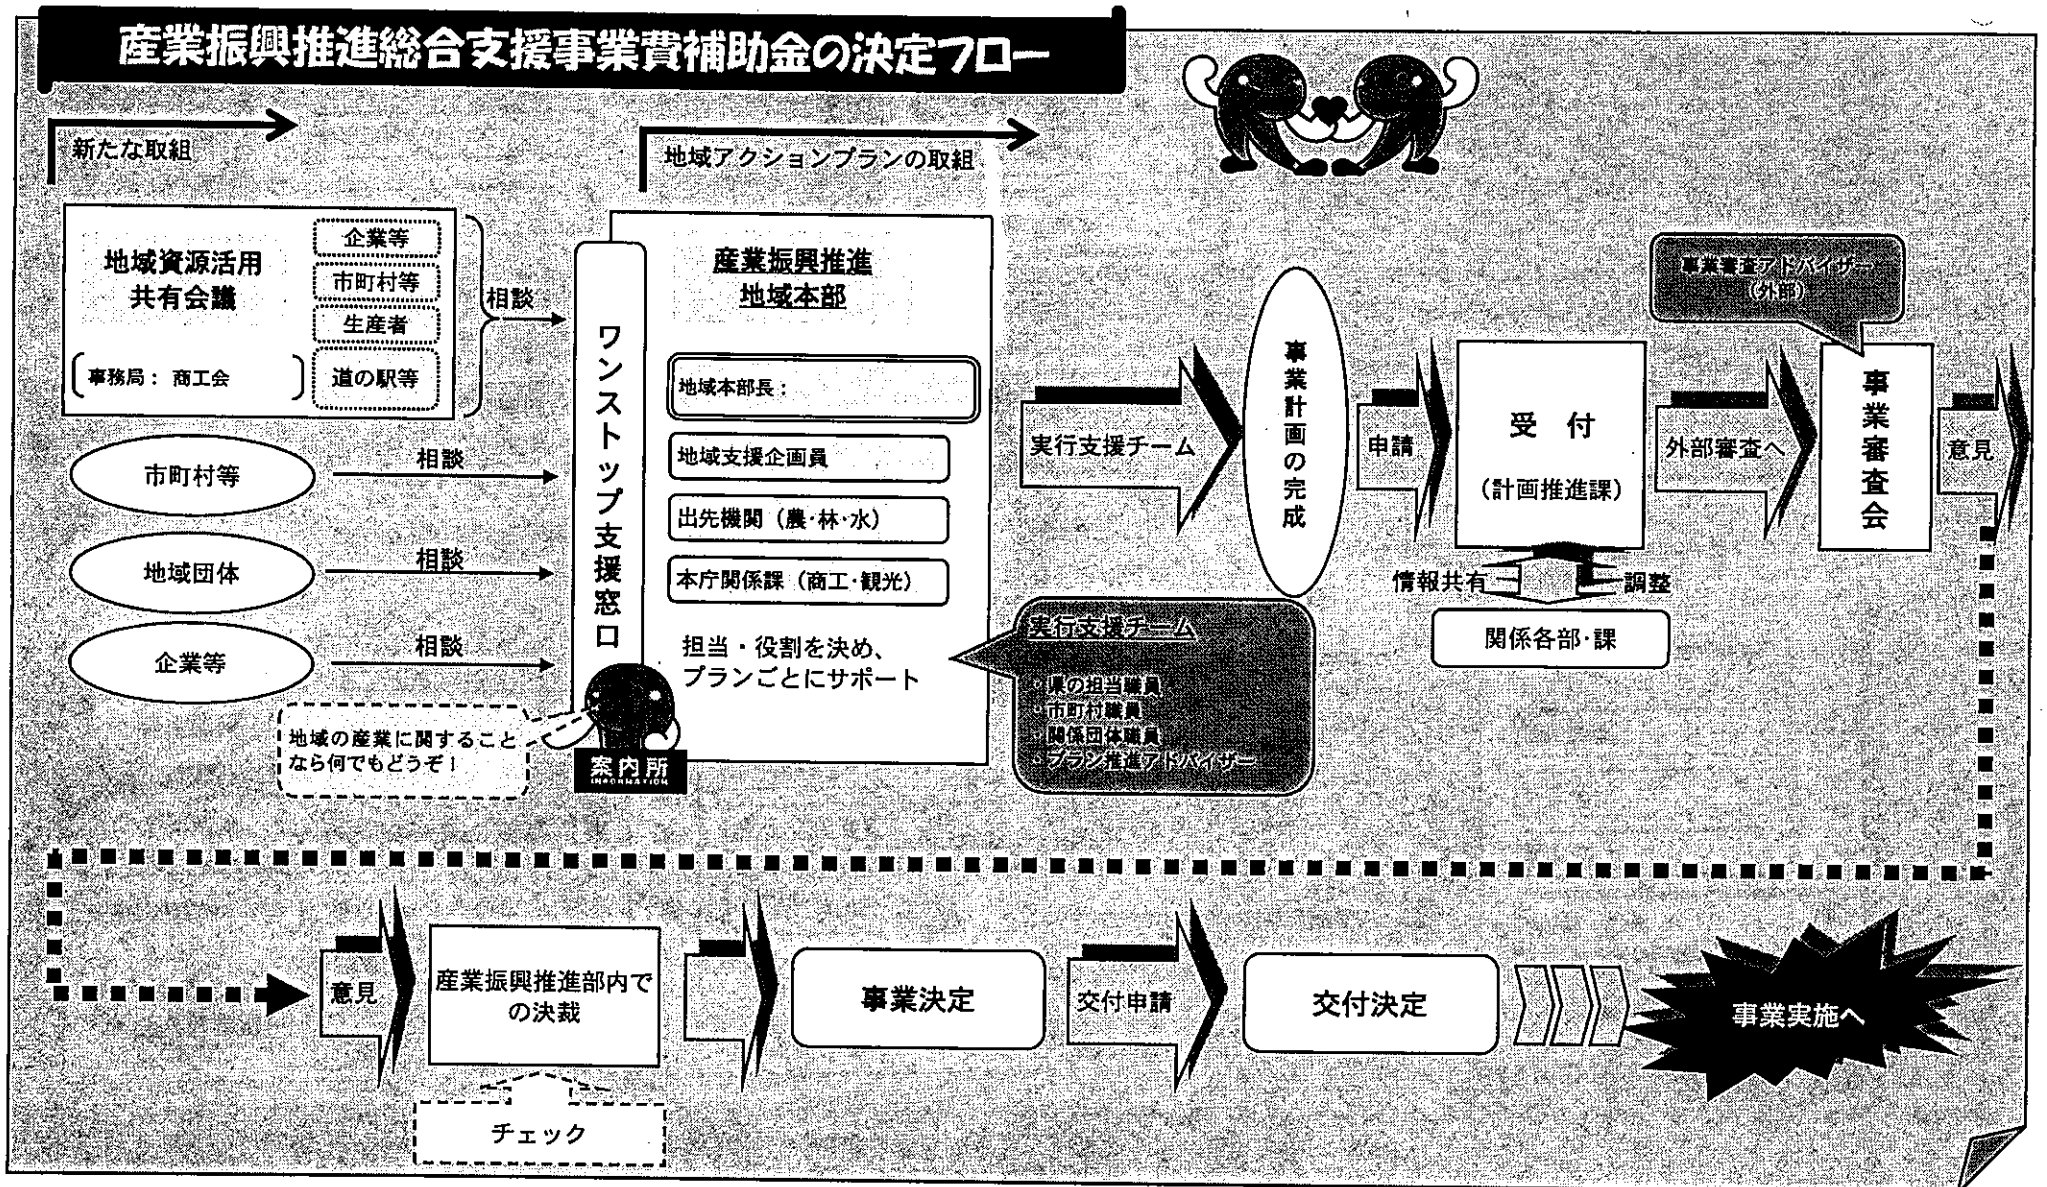 産業振興推進総合支援事業費補助金の決定フロー
新たな取組
地域アクションプランの取組
地域資源活用
共有会議
事務局： 商工会
企業等
市町村等
生産者
道の駅等
相談
市町村等
相談
地域団体
相談
企業等
相談
地域の産業に関すること
なら何でもどうぞ！
ワンストップ支援窓口
案内所
INFORMATION
産業振興推進
地域本部
地域本部長：
地域支援企画員
出先機関（農・林・水）
本庁関係課（商工・観光）
担当・役割を決め、
プランごとにサポート
実行支援チーム
実行支援チーム
・県の担当職員
・市町村職員
・関係団体職員
・プラン推進アドバイザー
事業計画の完成
申請
受　付
（計画推進課）
情報共有
調整
関係各部・課
外部審査へ
事業審査アドバイザー
（外部）
事業審査会
意見
意見
産業振興推進部内で
の決裁
チェック
事業決定
交付申請
交付決定
事業実施へ